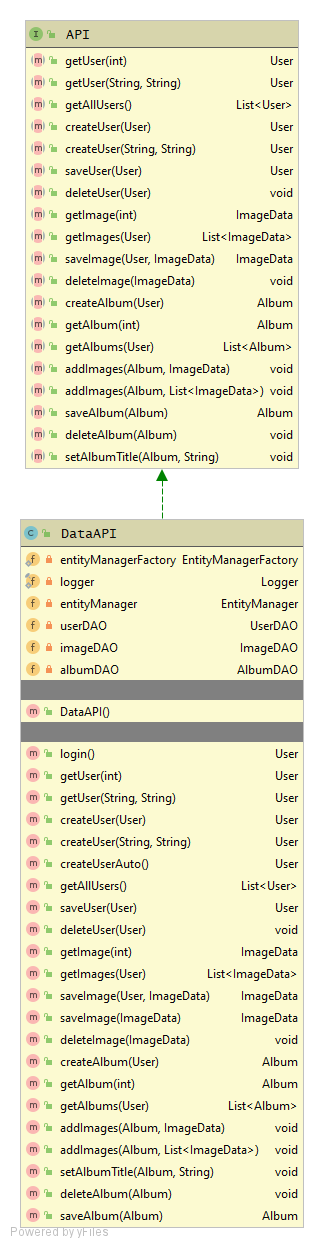 I API
m getUser(int) User
m getUser(String, String) User
m getAllUsers() List<User>
m createUser(User) User
m createUser(String, String) User
m saveUser(User) User
m deleteUser(User) void
m getImage(int) ImageData
m getImages(User) List<ImageData>
m saveImage(User, ImageData) ImageData
m deleteImage(ImageData) void
m createAlbum(User) Album
m getAlbum(int) Album
m getAlbums(User) List<Album>
m addImages(Album, ImageData) void
m addImages(Album, List<ImageData>) void
m saveAlbum(Album) Album
m deleteAlbum(Album) void
m setAlbumTitle(Album, String) void
C DataAPI
f entityManagerFactory EntityManagerFactory
f logger Logger
f entityManager EntityManager
f userDAO UserDAO
f imageDAO ImageDAO
f albumDAO AlbumDAO
m DataAPI()
m login() User
m getUser(int) User
m getUser(String, String) User
m createUser(User) User
m createUser(String, String) User
m createUserAuto() User
m getAllUsers() List<User>
m saveUser(User) User
m deleteUser(User) void
m getImage(int) ImageData
m getImages(User) List<ImageData>
m saveImage(User, ImageData) ImageData
m saveImage(ImageData) ImageData
m deleteImage(ImageData) void
m createAlbum(User) Album
m getAlbum(int) Album
m getAlbums(User) List<Album>
m addImages(Album, ImageData) void
m addImages(Album, List<ImageData>) void
m setAlbumTitle(Album, String) void
m deleteAlbum(Album) void
m saveAlbum(Album) Album
Powered by yFiles